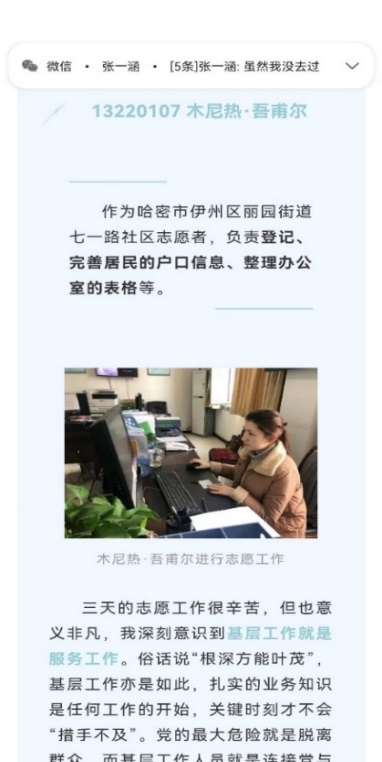 微信 · 张一涵 · [5条]张一涵: 虽然我没去过
13220107 木尼热·吾甫尔
作为哈密市伊州区丽园街道
七一路社区志愿者，负责登记、
完善居民的户口信息、整理办公
室的表格等。
木尼热·吾甫尔进行志愿工作
三天的志愿工作很辛苦，但也意
义非凡，我深刻意识到基层工作就是
服务工作。俗话说“根深方能叶茂”，
基层工作亦是如此，扎实的业务知识
是任何工作的开始，关键时刻才不会
“措手不及”。党的最大危险就是脱离
群众，而基层工作人员就是连接党与